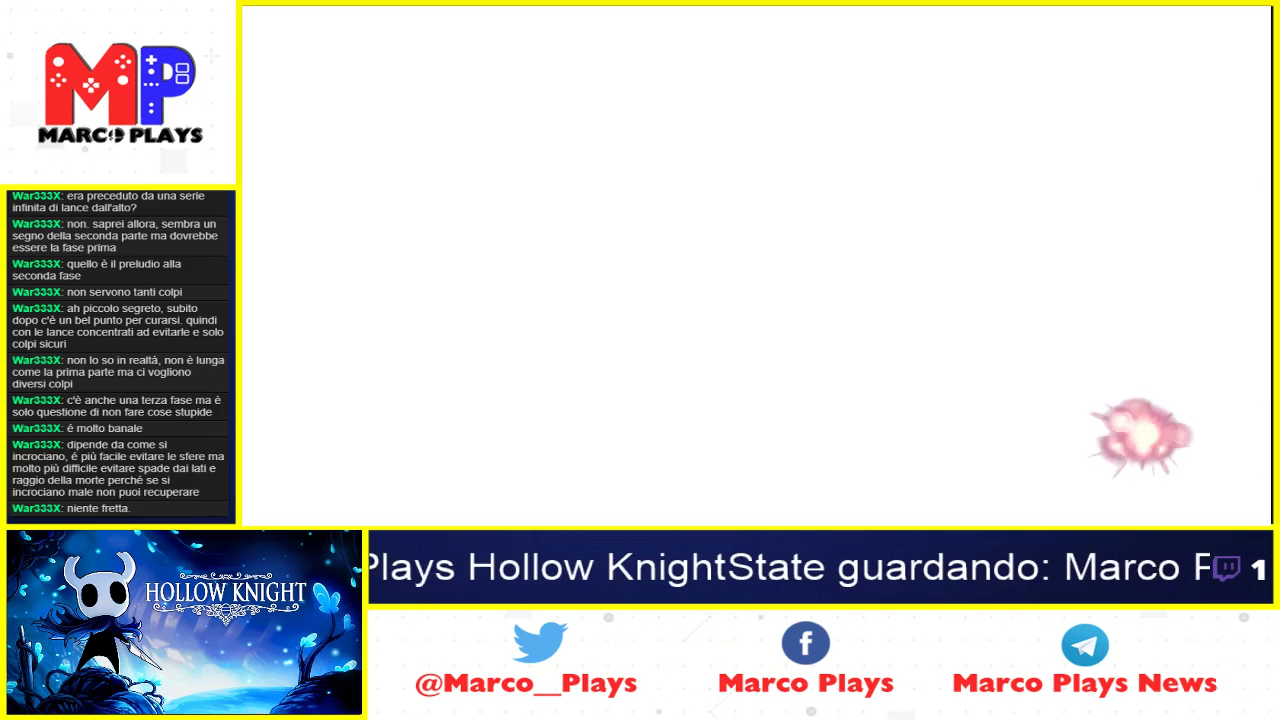 MP
MARCO PLAYS
War333X: era preceduto da una serie
infinita di lance dall'alto?
War333X: non. saprei allora, sembra un
segno della seconda parte ma dovrebbe
essere la fase prima
War333X: quello è il preludio alla
seconda fase
War333X: non servono tanti colpi
War333X: ah piccolo segreto, subito
dopo c'è un bel punto per curarsi. quindi
con le lance concentrati ad evitarle e solo
colpi sicuri
War333X: non lo so in realtà, non è lunga
come la prima parte ma ci vogliono
diversi colpi
War333X: c'è anche una terza fase ma è
solo questione di non fare cose stupide
War333X: é molto banale
War333X: dipende da come si
incrociano, é più facile evitare le sfere ma
molto più difficile evitare spade dai lati e
raggio della morte perché se si
incrociano male non puoi recuperare
War333X: niente fretta.
HOLLOW KNIGHT
Plays Hollow KnightState guardando: Marco P 1
@Marco__Plays
Marco Plays
Marco Plays News